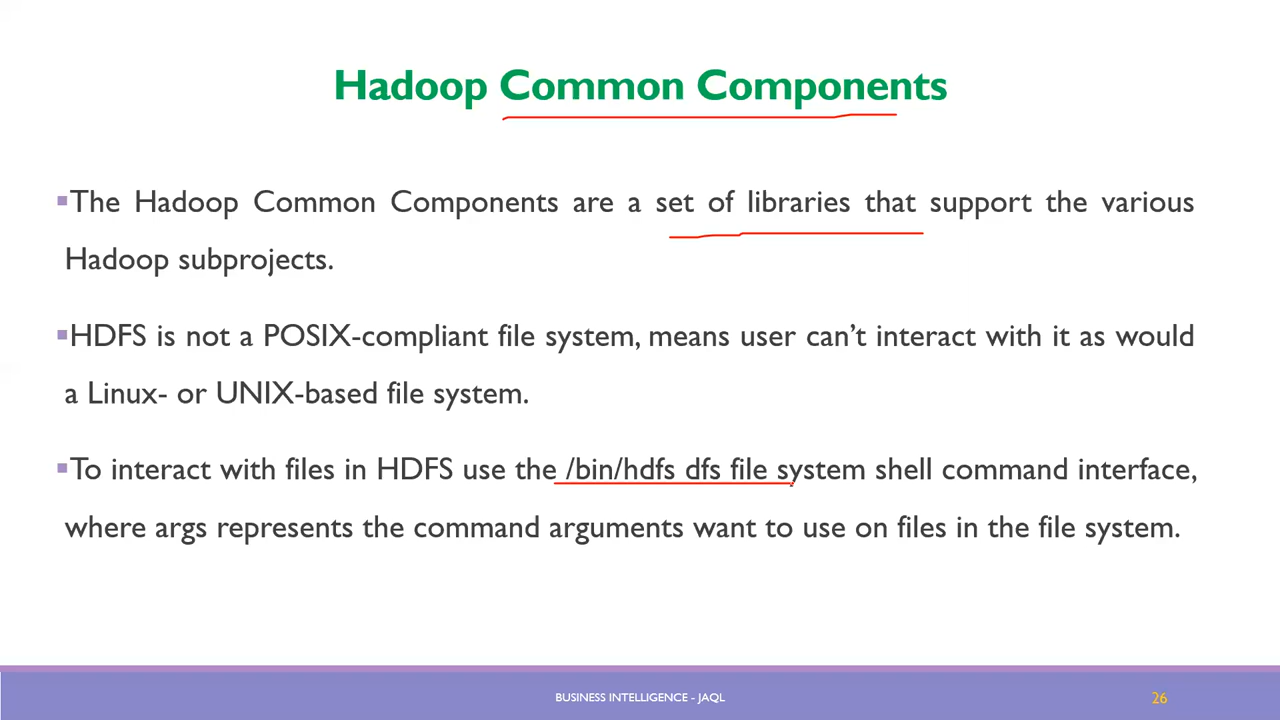 Hadoop Common Components
▪The Hadoop Common Components are a set of libraries that support the various
Hadoop subprojects.
▪HDFS is not a POSIX-compliant file system, means user can’t interact with it as would
a Linux- or UNIX-based file system.
▪To interact with files in HDFS use the /bin/hdfs dfs file system shell command interface,
where args represents the command arguments want to use on files in the file system.
BUSINESS INTELLIGENCE - JAQL
26